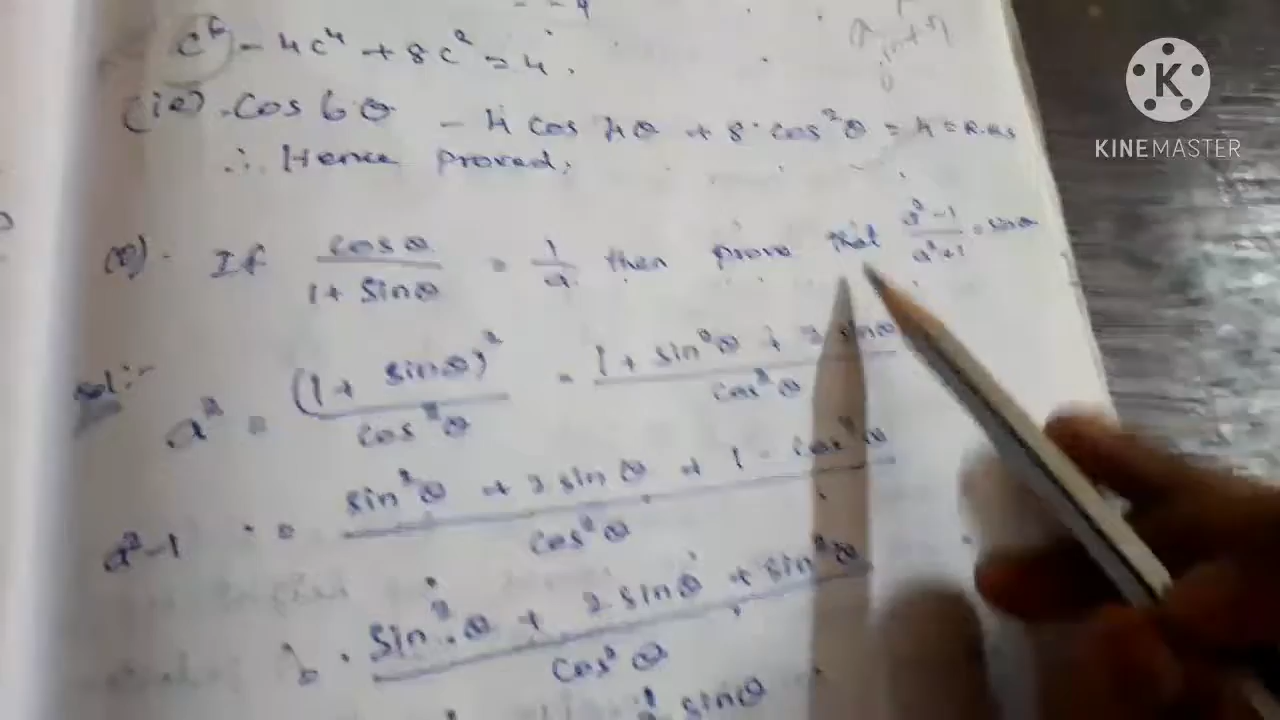 c⁶ - 4c⁴ + 8c² = 4.
(ie) cos 6θ - 4 cos 4θ + 8 cos²θ = 4 = R.H.S
∴ Hence proved.
(v). If cosθ / 1 + sinθ = 1/a then prove that a²-1 / a²+1 = sinθ
sol:-
a² = (1 + sinθ)² / cos²θ = 1 + sin²θ + 2 sinθ / cos²θ
a²-1 = sin²θ + 2 sinθ + 1 - cos²θ / cos²θ
sin²θ + 2 sinθ + sin²θ / cos²θ
sinθ
K
KINEMASTER